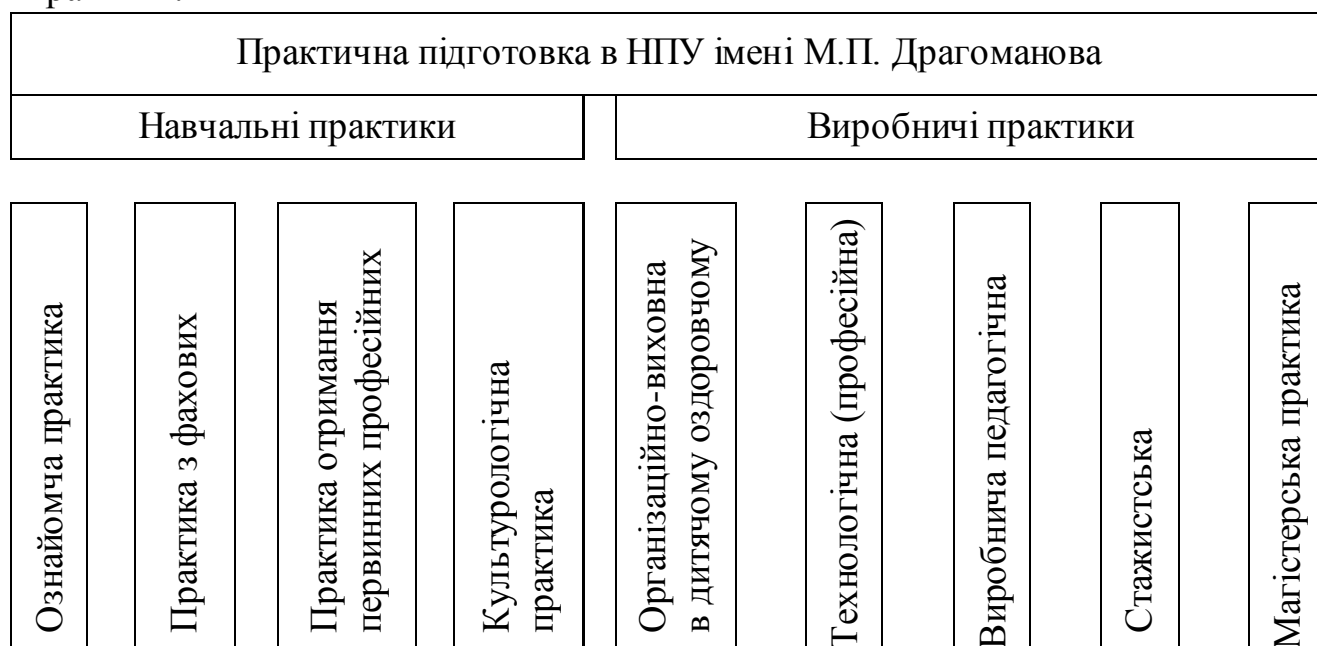 Практична підготовка в НПУ імені М.П. Драгоманова
Навчальні практики
Виробничі практики
Ознайомча практика
Практика з фахових
Практика отримання
первинних професійних
Культурологічна
практика
Організаційно-виховна
в дитячому оздоровчому
Технологічна (професійна)
Виробнича педагогічна
Стажистська
Магістерська практика